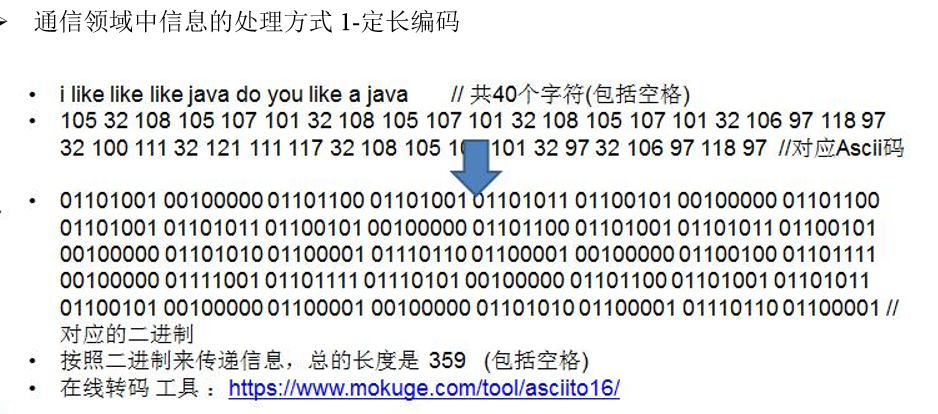 通信领域中信息的处理方式 1-定长编码
i like like like java do you like a java // 共40个字符(包括空格)
105 32 108 105 107 101 32 108 105 107 101 32 108 105 107 101 32 106 97 118 97
32 100 111 32 121 111 117 32 108 105 101 32 97 32 106 97 118 97 //对应Ascii码
01101001 00100000 01101100 01101001 01101011 01100101 00100000 01101100
01101001 01101011 01100101 00100000 01101100 01101001 01101011 01100101
00100000 01101010 01100001 01110110 01100001 00100000 01100100 01101111
00100000 01111001 01101111 01110101 00100000 01101100 01101001 01101011
01100101 00100000 01100001 00100000 01101010 01100001 01110110 01100001 //
对应的二进制
按照二进制来传递信息，总的长度是 359 (包括空格)
在线转码 工具 ：https://www.mokuge.com/tool/asciito16/